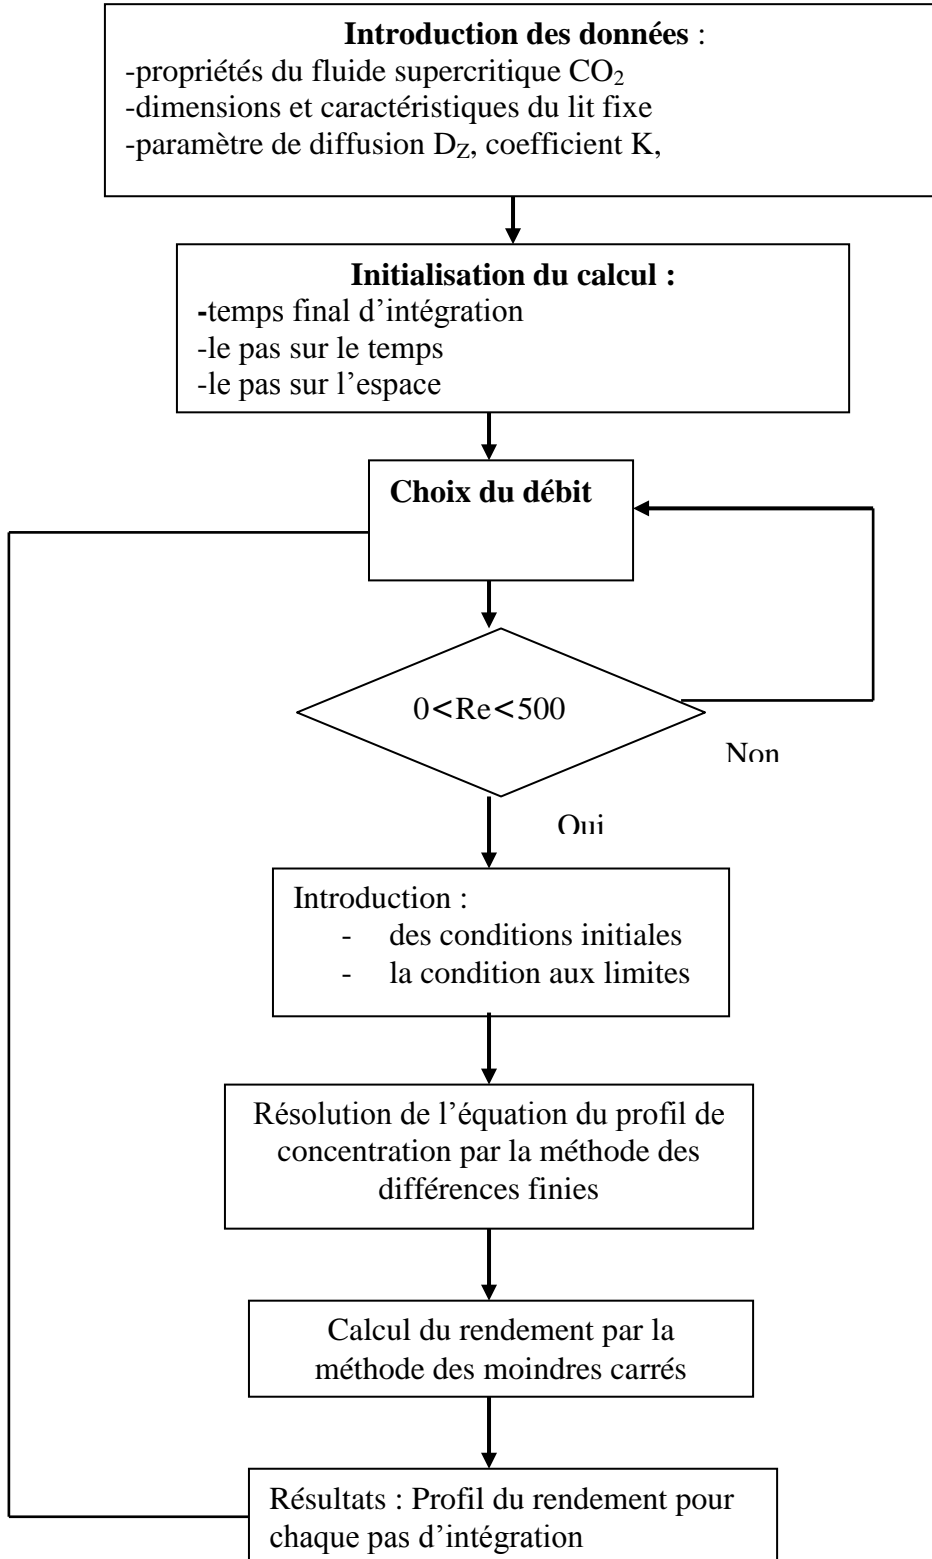 Introduction des données :
-propriétés du fluide supercritique CO₂
-dimensions et caractéristiques du lit fixe
-paramètre de diffusion D_Z, coefficient K,
Initialisation du calcul :
-temps final d’intégration
-le pas sur le temps
-le pas sur l’espace
Choix du débit
0<Re<500
Non
Oui
Introduction :
- des conditions initiales
- la condition aux limites
Résolution de l’équation du profil de
concentration par la méthode des
différences finies
Calcul du rendement par la
méthode des moindres carrés
Résultats : Profil du rendement pour
chaque pas d’intégration